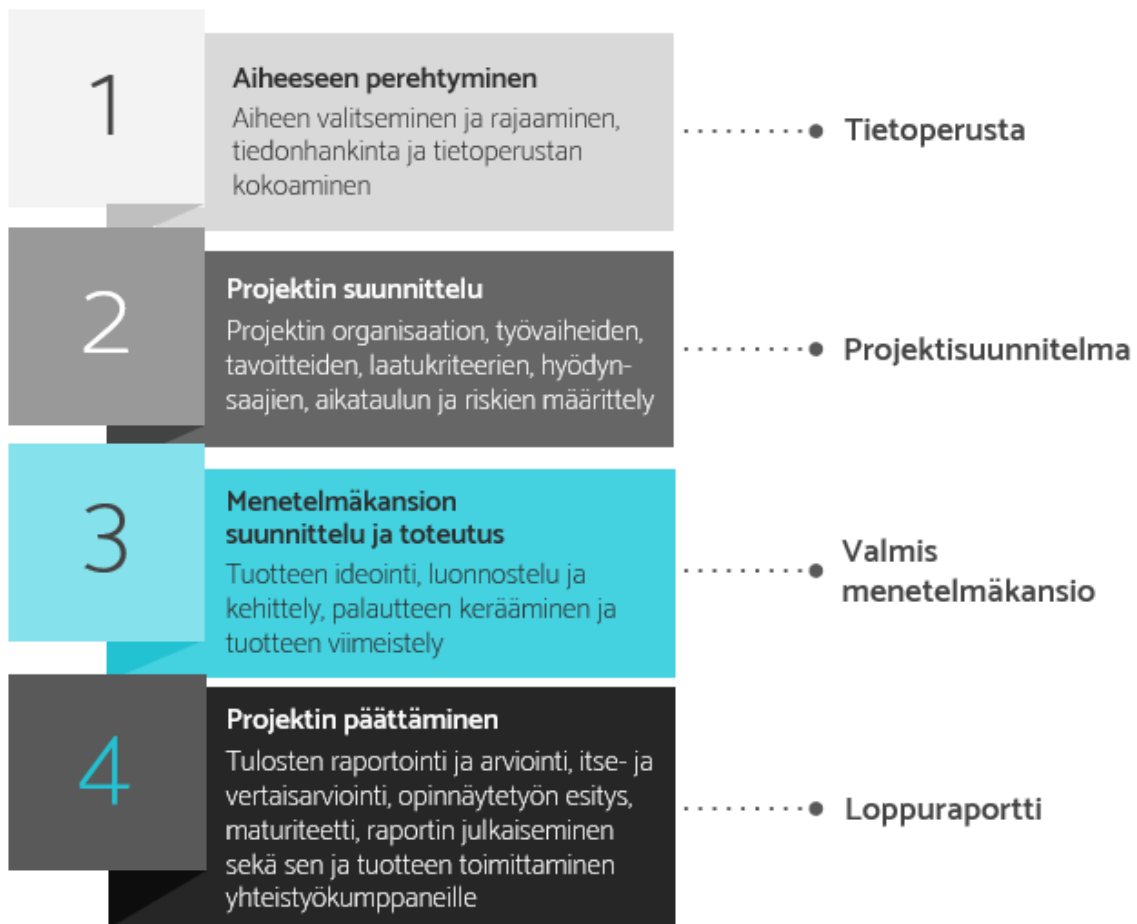 1
Aiheeseen perehtyminen
Aiheen valitseminen ja rajaaminen,
tiedonhankinta ja tietoperustan
kokoaminen
Tietoperusta
2
Projektin suunnittelu
Projektin organisaation, työvaiheiden,
tavoitteiden, laatukriteerien, hyödyn-
saajien, aikataulun ja riskien määrittely
Projektisuunnitelma
3
Menetelmäkansion
suunnittelu ja toteutus
Tuotteen ideointi, luonnostelu ja
kehittely, palautteen kerääminen ja
tuotteen viimeistely
Valmis
menetelmäkansio
4
Projektin päättäminen
Tulosten raportointi ja arviointi, itse- ja
vertaisarviointi, opinnäytetyön esitys,
maturiteetti, raportin julkaiseminen
sekä sen ja tuotteen toimittaminen
yhteistyökumppaneille
Loppuraportti